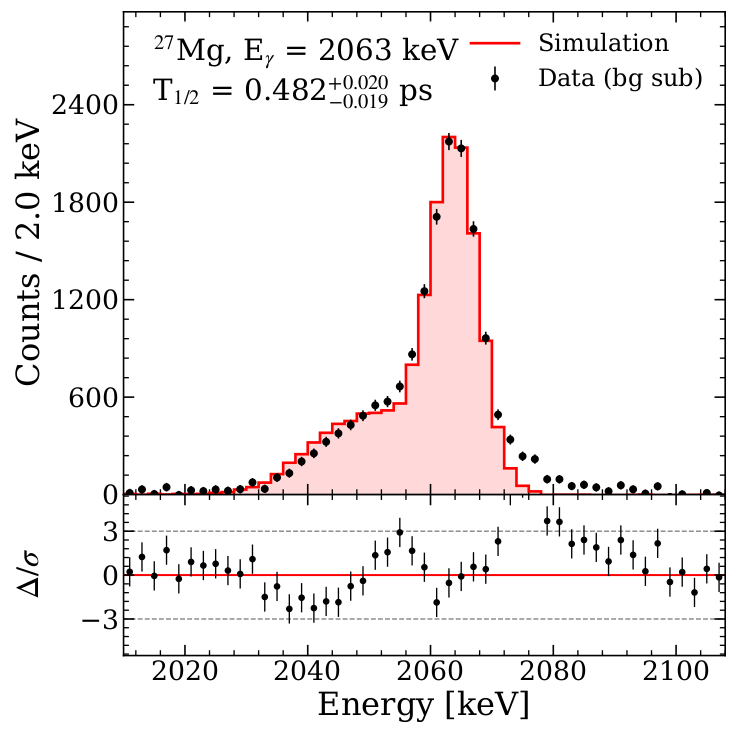 ²⁷Mg, Eᵧ = 2063 keV
T₁/₂ = 0.482⁺⁰·⁰²⁰₋₀.₀₁₉ ps
Simulation
Data (bg sub)
Counts / 2.0 keV
2400
1800
1200
600
0
Δ/σ
3
0
−3
2020 2040 2060 2080 2100
Energy [keV]